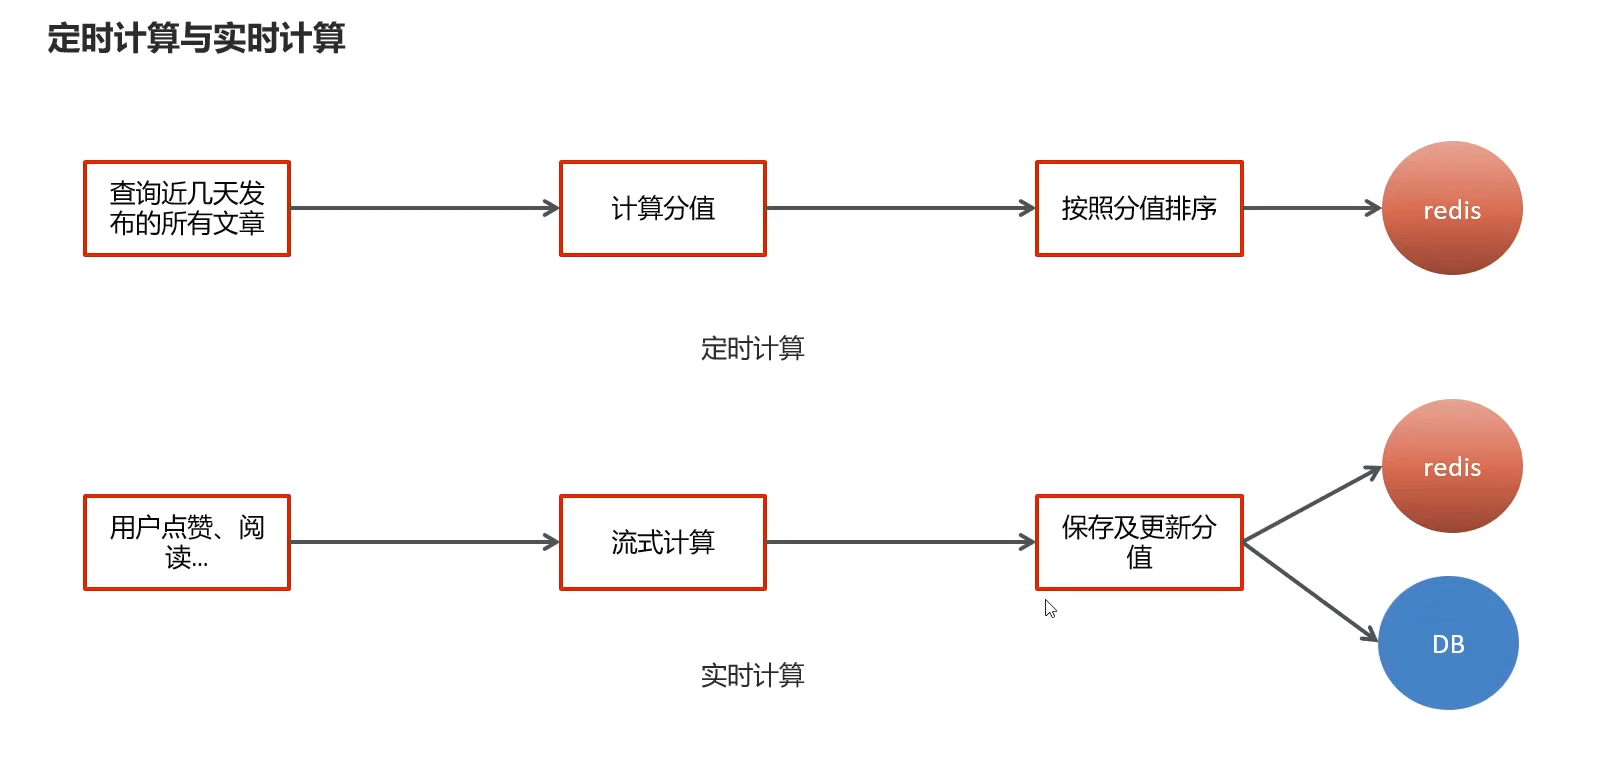 定时计算与实时计算
查询近几天发
布的所有文章
计算分值
按照分值排序
redis
定时计算
用户点赞、阅
读...
流式计算
保存及更新分
值
redis
DB
实时计算